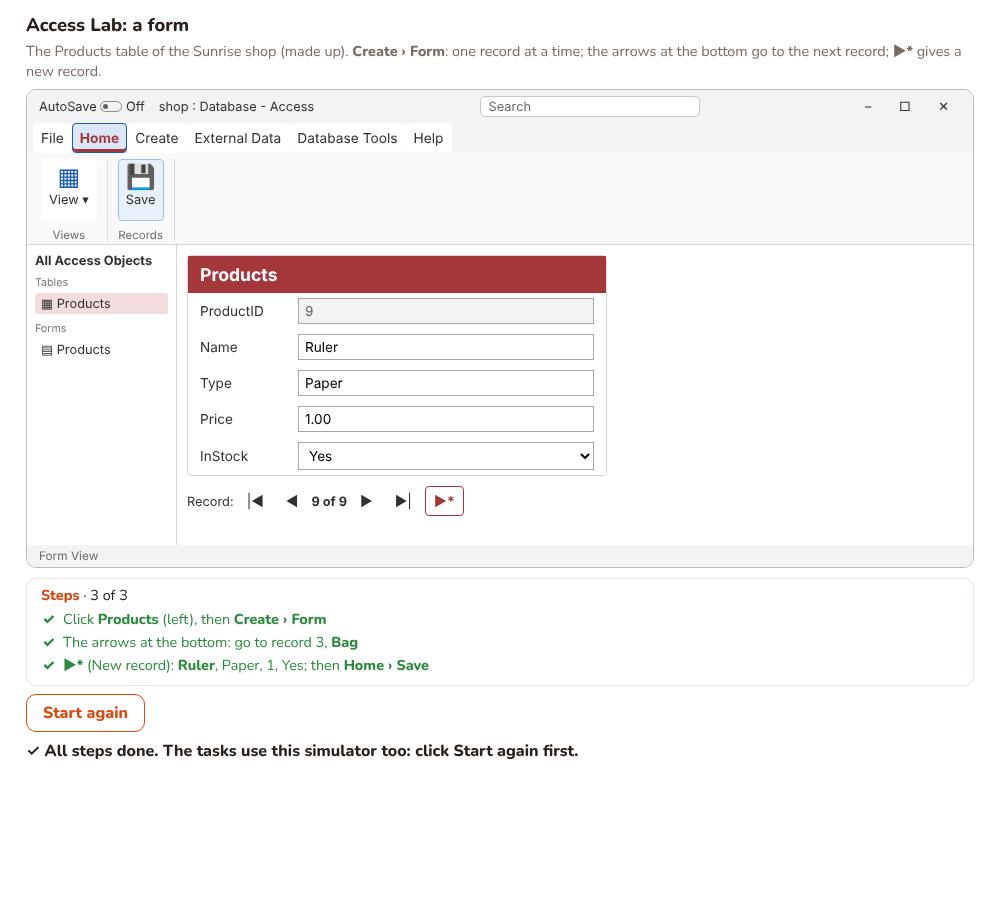 Access Lab: a form
The Products table of the Sunrise shop (made up). Create › Form: one record at a time; the arrows at the bottom go to the next record; ▶* gives a
new record.
AutoSave Off shop : Database - Access Search
File Home Create External Data Database Tools Help
View ▾ Save
Views Records
All Access Objects
Tables
Products
Forms
Products
Products
ProductID 9
Name Ruler
Type Paper
Price 1.00
InStock Yes
Record: 9 of 9 ▶*
Form View
Steps · 3 of 3
✓ Click Products (left), then Create › Form
✓ The arrows at the bottom: go to record 3, Bag
✓ ▶* (New record): Ruler, Paper, 1, Yes; then Home › Save
Start again
✓ All steps done. The tasks use this simulator too: click Start again first.